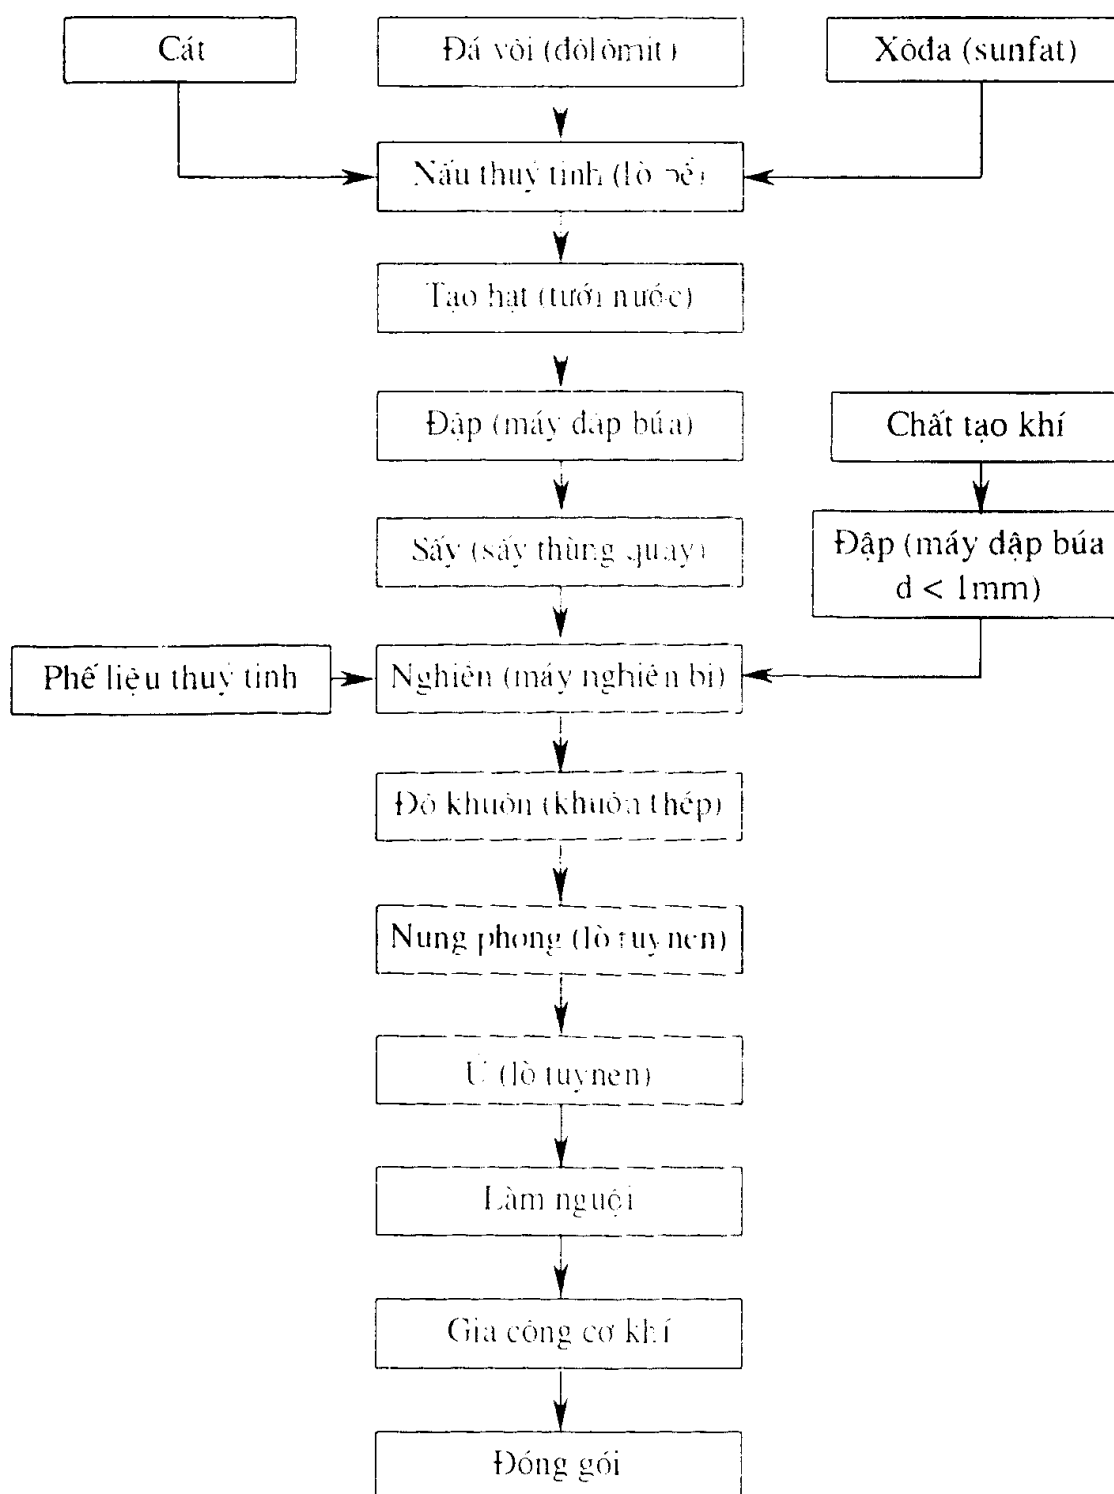 Cát
Đá vôi (đôlômit)
Xôđa (sunfat)
Nấu thuỷ tinh (lò bể)
Tạo hạt (tưới nước)
Đập (máy đập búa)
Chất tạo khí
Sấy (sấy thùng quay)
Đập (máy đập búa
d < 1mm)
Phế liệu thuỷ tinh
Nghiền (máy nghiền bi)
Đổ khuôn (khuôn thép)
Nung phồng (lò tuynen)
Ủ (lò tuynen)
Làm nguội
Gia công cơ khí
Đóng gói